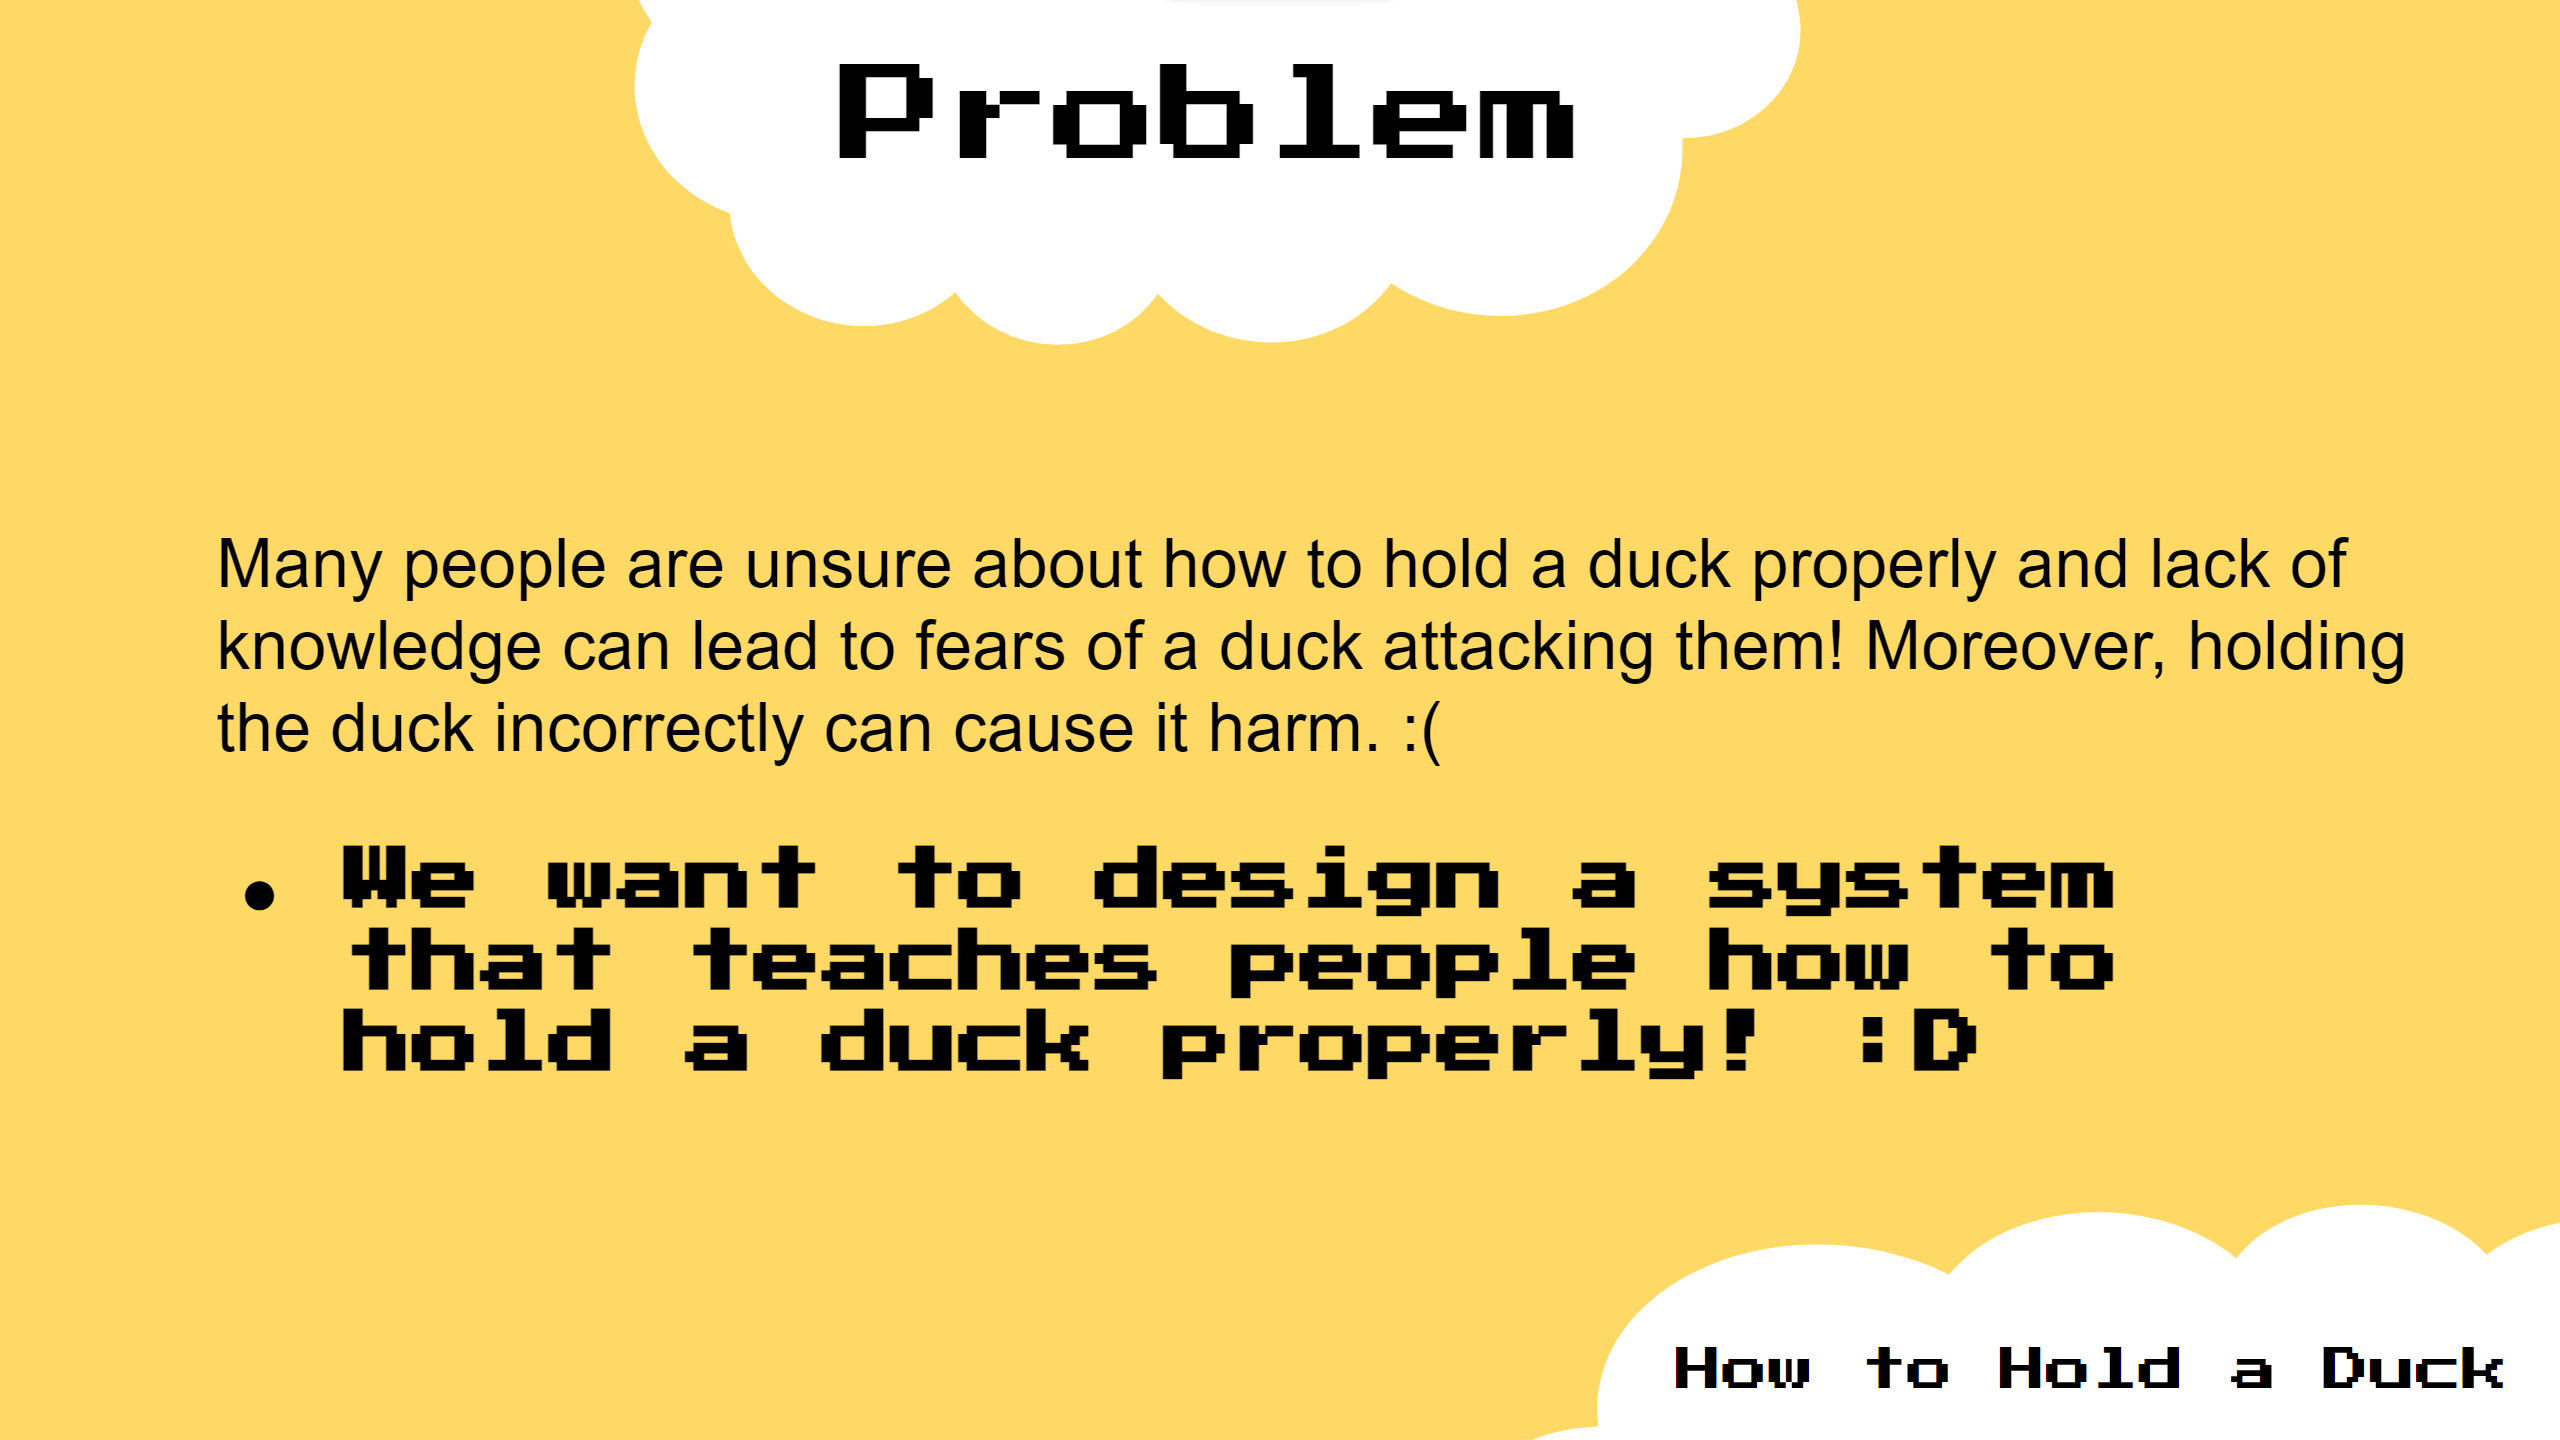 Problem
Many people are unsure about how to hold a duck properly and lack of
knowledge can lead to fears of a duck attacking them! Moreover, holding
the duck incorrectly can cause it harm. :(
• We want to design a system
that teaches people how to
hold a duck properly! :D
How to Hold a Duck